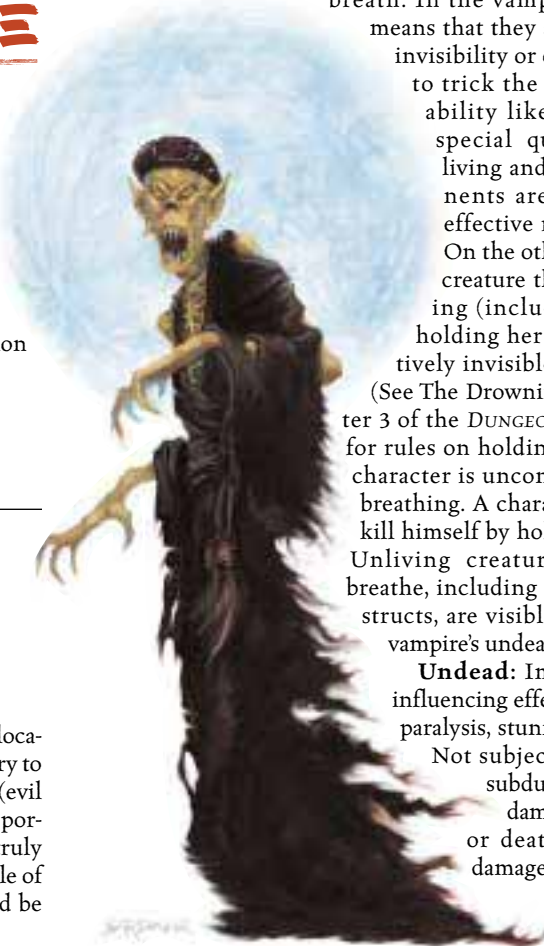 E
on
loca-
ry to
(evil
por-
truly
le of
d be
breath. In the vamp
means that they
invisibility or
to trick the
ability like
special qu
living and
nents are
effective
On the oth
creature th
ing (inclu
holding her
tively invisible
(See The Drowni
ter 3 of the DUNGEO
for rules on holdin
character is uncon
breathing. A chara
kill himself by ho
Unliving creatur
breathe, including
structs, are visibl
vampire's undea
Undead: In
influencing effe
paralysis, stunn
Not subjec
subdu
dam
or deat
damage